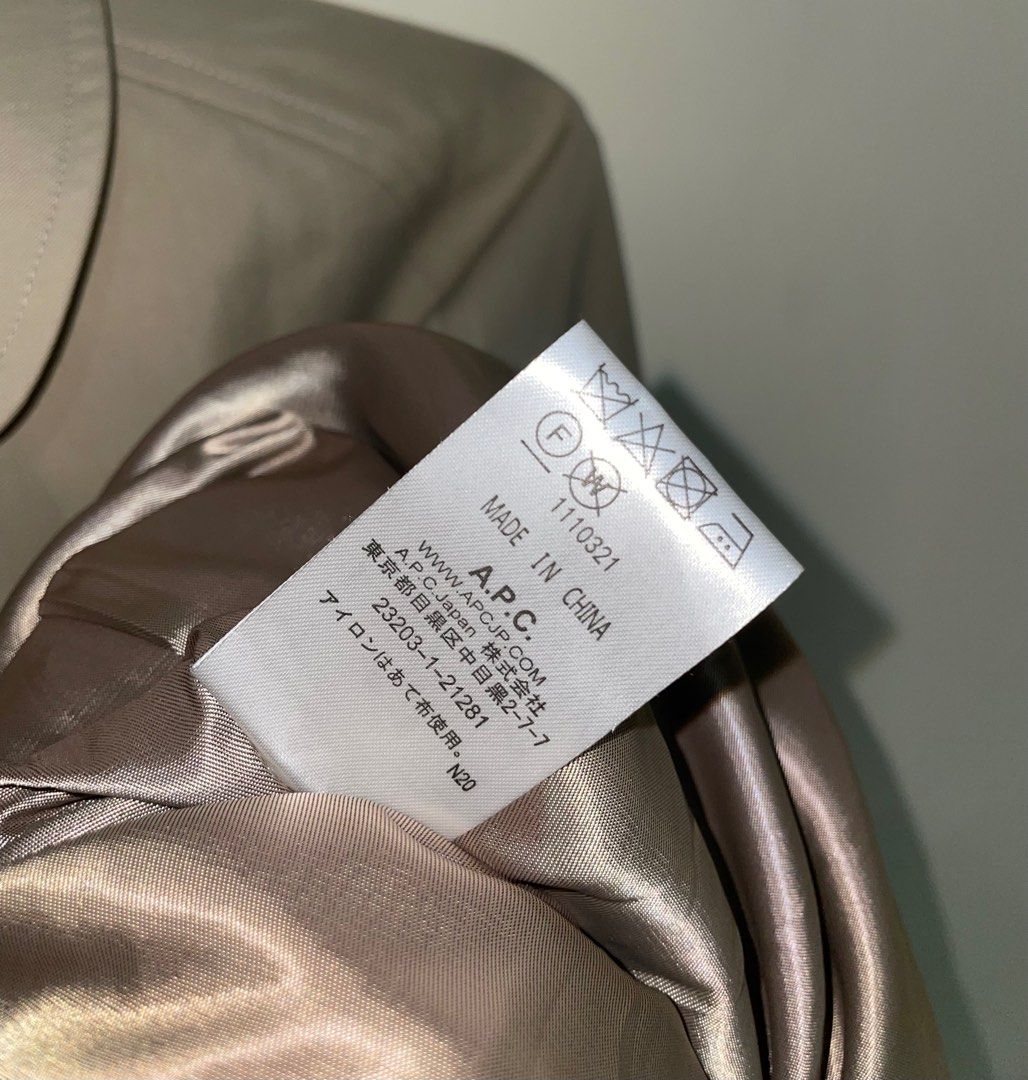 F
W
1110321
MADE IN CHINA
A.P.C.
WWW.APCJP.COM
A.P.C.Japan 株式会社
東京都目黒区中目黒2-7-7
23203-1-21281
アイロンはあて布使用。
N20